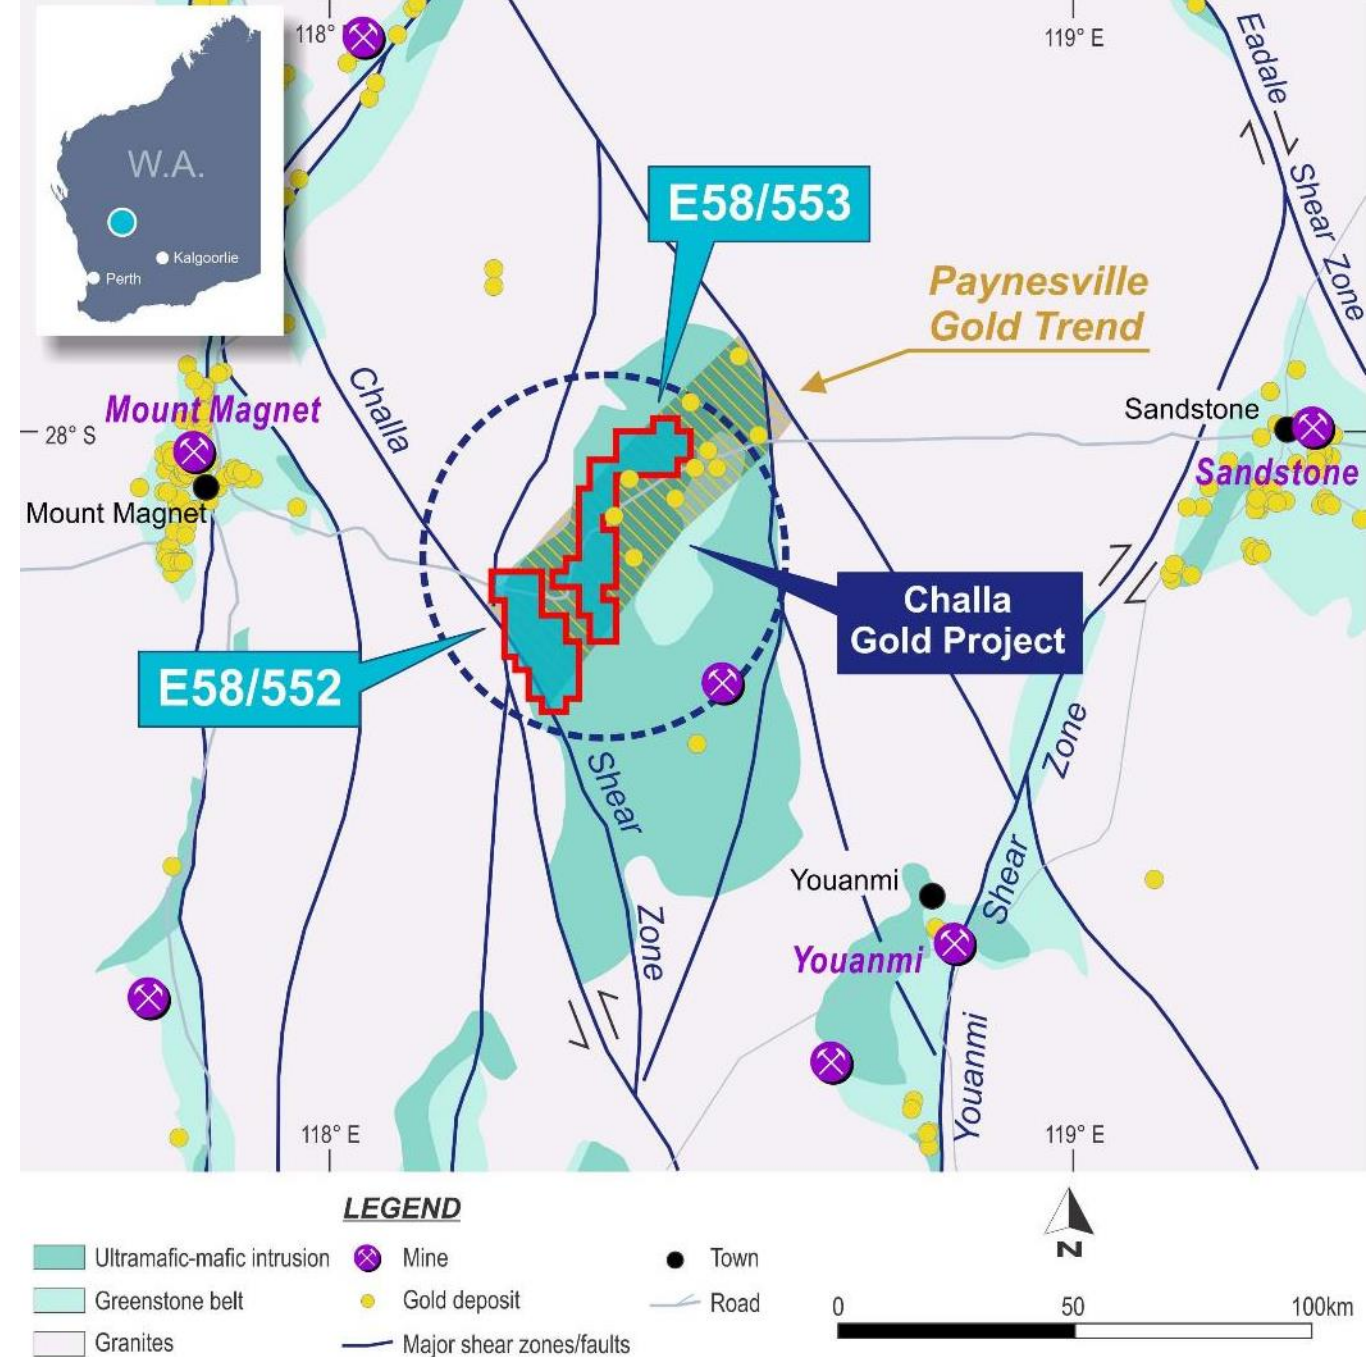 118°
119° E
W.A.
Kalgoorlie
Perth
Eadale
Shear
Zone
E58/553
Paynesville
Gold Trend
Challa
Mount Magnet
28° S
Sandstone
Sandstone
Mount Magnet
Challa
Gold Project
E58/552
Shear
Zone
Zone
Shear
Youanmi
Youanmi
Youanmi
118° E
119° E
LEGEND
Ultramafic-mafic intrusion
Mine
Town
Greenstone belt
Gold deposit
Road
Granites
Major shear zones/faults
N
0
50
100km